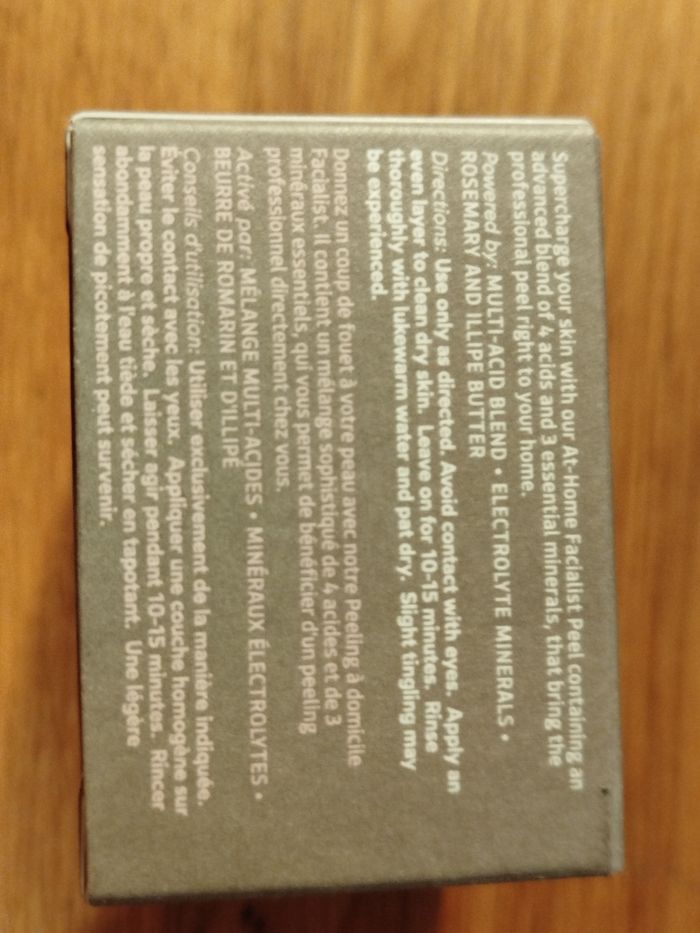 Supercharge your skin with our At-Home Facialist Peel containing an
advanced blend of 4 acids and 3 essential minerals, that bring the
professional peel right to your home.
Powered by: MULTI-ACID BLEND • ELECTROLYTE MINERALS •
ROSEMARY AND ILLIPE BUTTER
Directions: Use only as directed. Avoid contact with eyes. Apply an
even layer to clean dry skin. Leave on for 10-15 minutes. Rinse
thoroughly with lukewarm water and pat dry. Slight tingling may
be experienced.
Donnez un coup de fouet à votre peau avec notre Peeling à domicile
Facialist. Il contient un mélange sophistiqué de 4 acides et de 3
minéraux essentiels, qui vous permet de bénéficier d'un peeling
professionnel directement chez vous.
Activé par: MÉLANGE MULTI-ACIDES • MINÉRAUX ÉLECTROLYTES •
BEURRE DE ROMARIN ET D'ILLIPÉ
Conseils d'utilisation: Utiliser exclusivement de la manière indiquée.
Éviter le contact avec les yeux. Appliquer une couche homogène sur
la peau propre et sèche. Laiser agir pendant 10-15 minutes. Rincer
abondamment à l'eau tiède et sécher en tapotant. Une légère
sensation de picotement peut survenir.